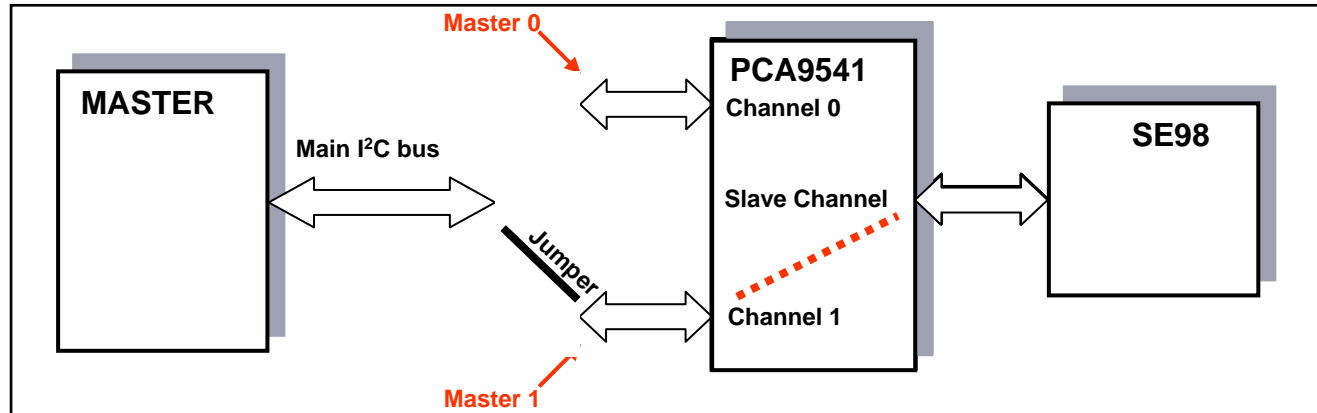 Master 0
MASTER
PCA9541
Channel 0
SE98
Main I²C bus
Slave Channel
Jumper
Channel 1
Master 1